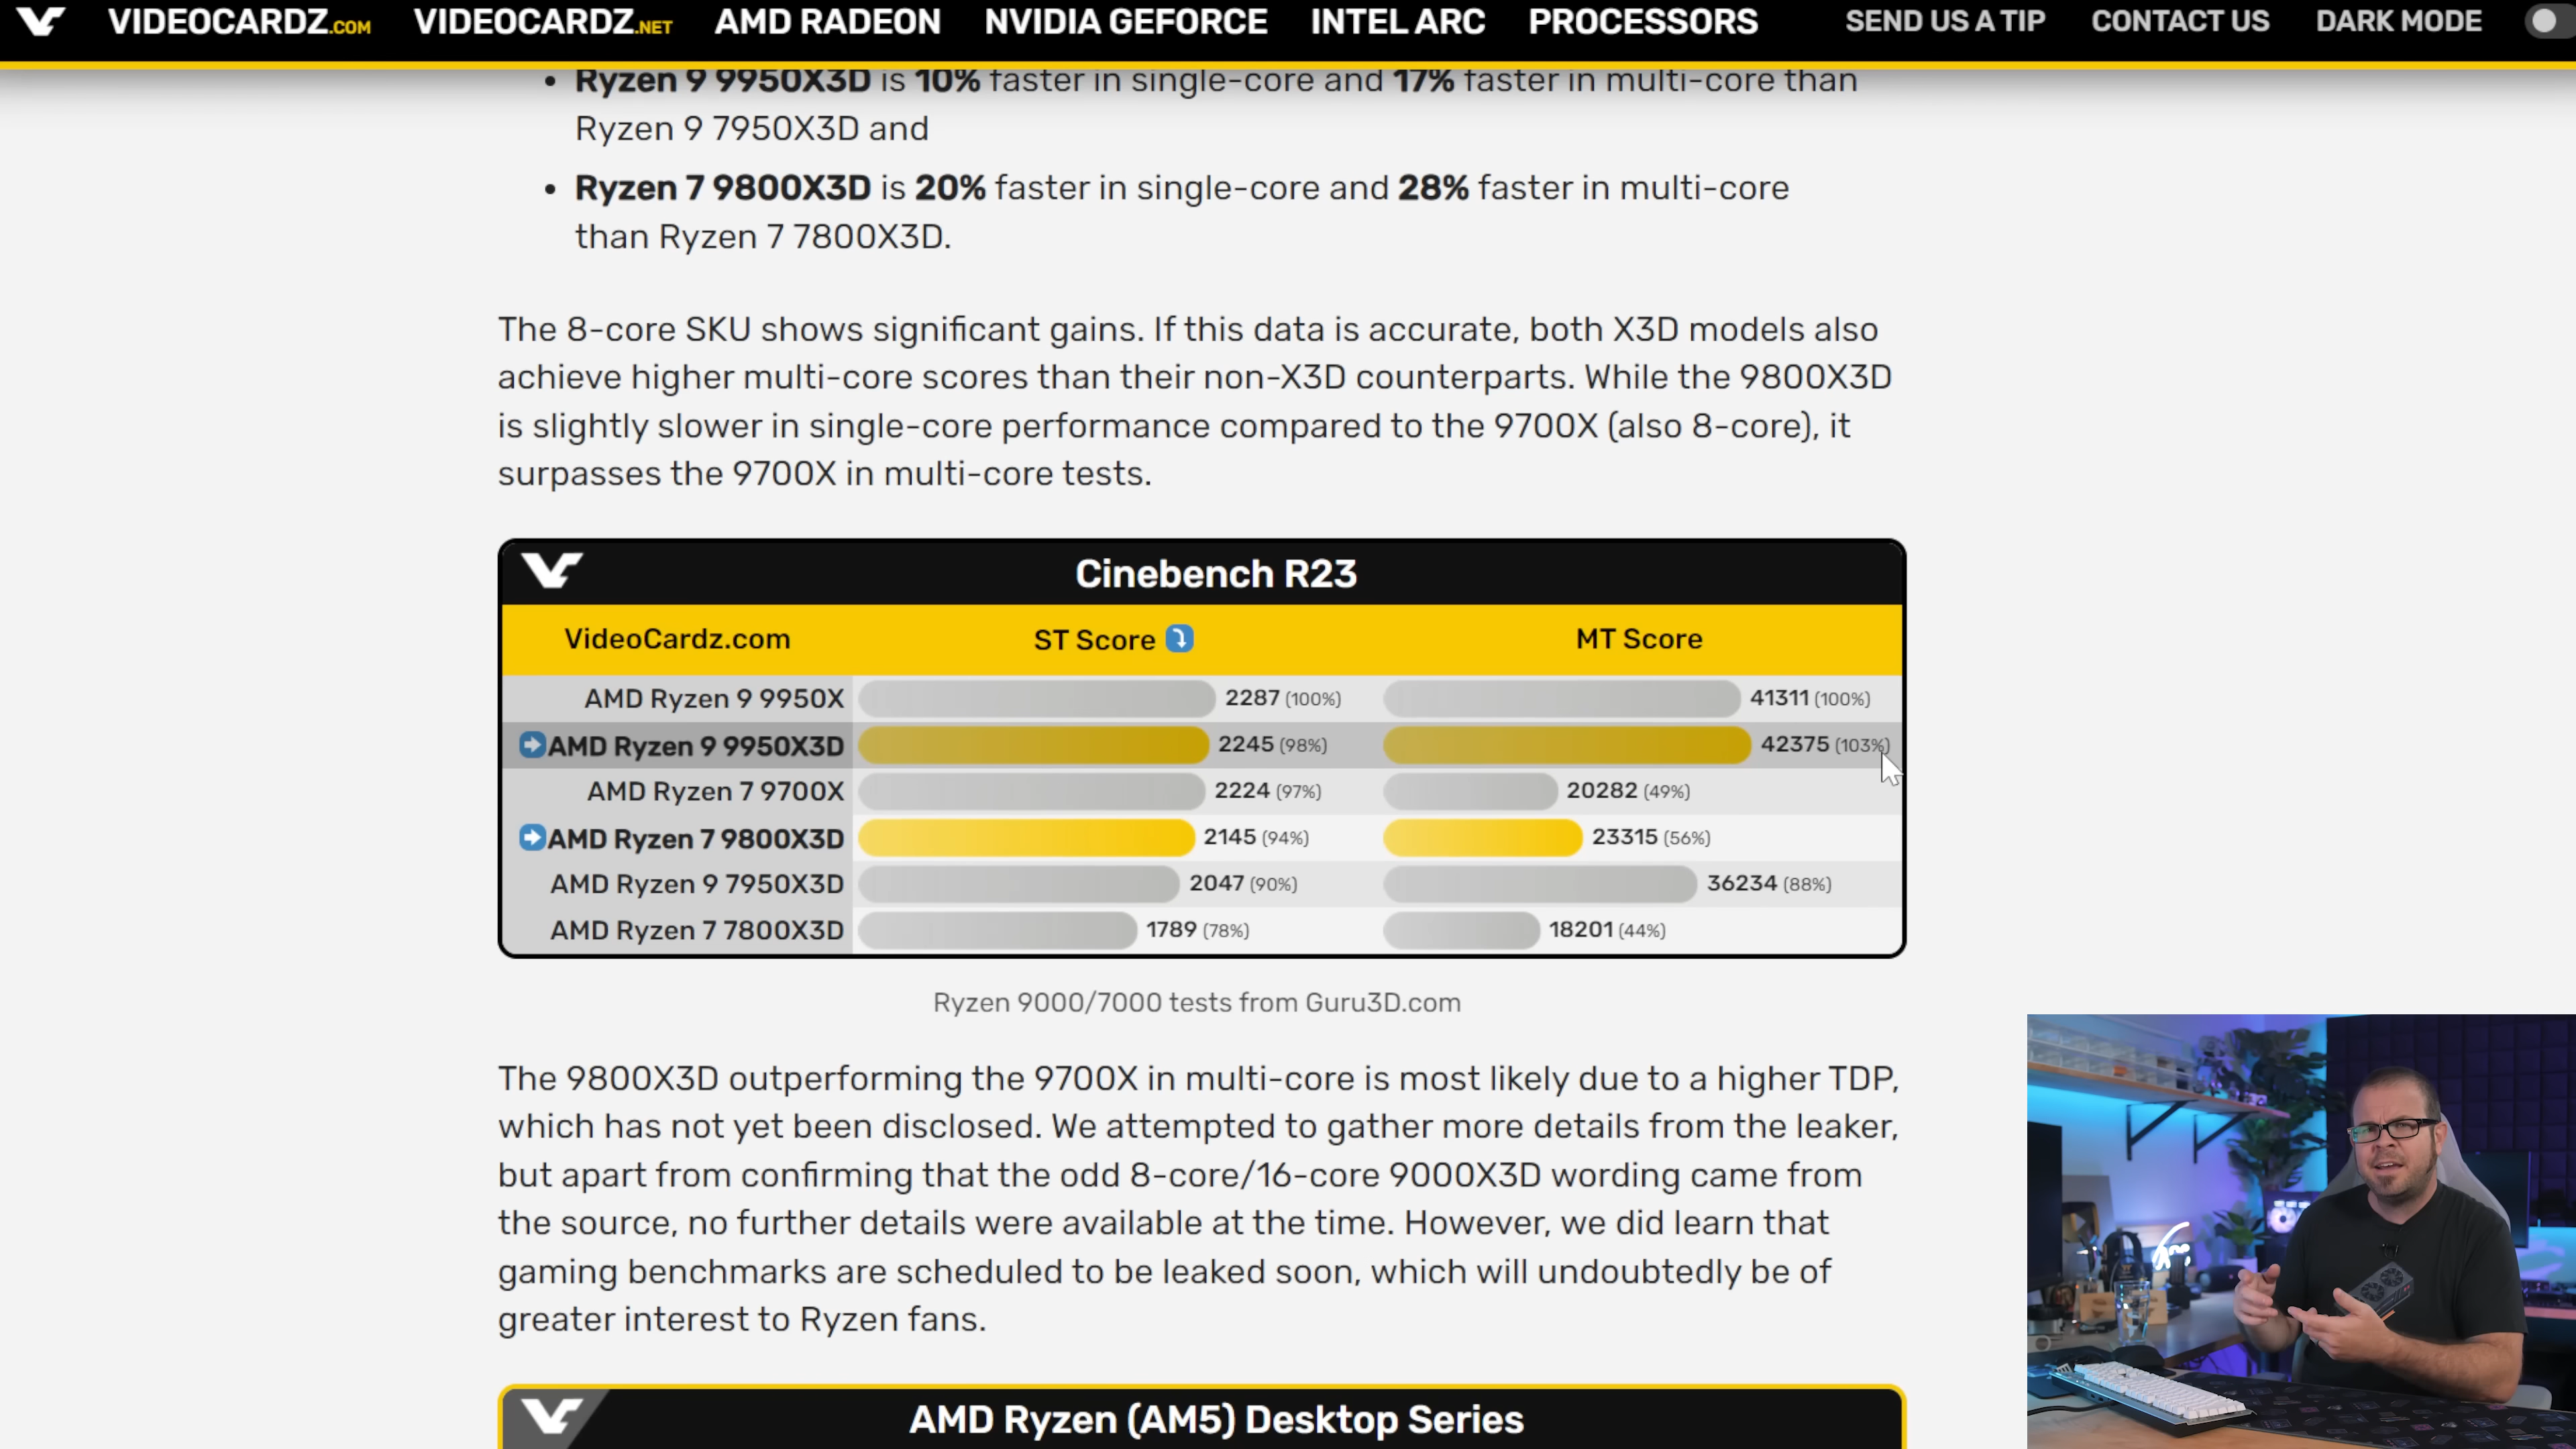 VIDEOCARDZ.COM VIDEOCARDZ.NET AMD RADEON NVIDIA GEFORCE INTEL ARC PROCESSORS SEND US A TIP CONTACT US DARK MODE
• Ryzen 9 9950X3D is 10% faster in single-core and 17% faster in multi-core than
Ryzen 9 7950X3D and
• Ryzen 7 9800X3D is 20% faster in single-core and 28% faster in multi-core
than Ryzen 7 7800X3D.
The 8-core SKU shows significant gains. If this data is accurate, both X3D models also
achieve higher multi-core scores than their non-X3D counterparts. While the 9800X3D
is slightly slower in single-core performance compared to the 9700X (also 8-core), it
surpasses the 9700X in multi-core tests.
Cinebench R23
VideoCardz.com ST Score MT Score
AMD Ryzen 9 9950X 2287 (100%) 41311 (100%)
AMD Ryzen 9 9950X3D 2245 (98%) 42375 (103%)
AMD Ryzen 7 9700X 2224 (97%) 20282 (49%)
AMD Ryzen 7 9800X3D 2145 (94%) 23315 (56%)
AMD Ryzen 9 7950X3D 2047 (90%) 36234 (88%)
AMD Ryzen 7 7800X3D 1789 (78%) 18201 (44%)
Ryzen 9000/7000 tests from Guru3D.com
The 9800X3D outperforming the 9700X in multi-core is most likely due to a higher TDP,
which has not yet been disclosed. We attempted to gather more details from the leaker,
but apart from confirming that the odd 8-core/16-core 9000X3D wording came from
the source, no further details were available at the time. However, we did learn that
gaming benchmarks are scheduled to be leaked soon, which will undoubtedly be of
greater interest to Ryzen fans.
AMD Ryzen (AM5) Desktop Series